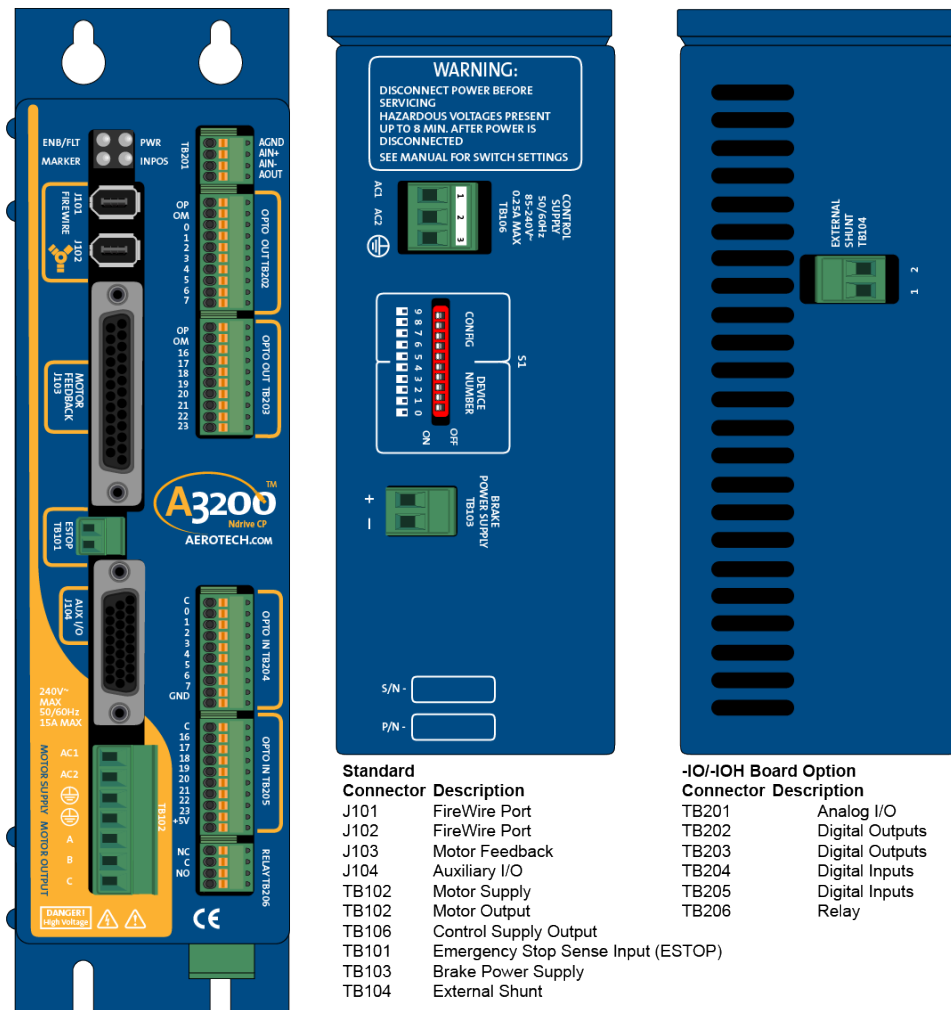 ENB/FLT
PWR
MARKER
INPOS
TB201
AGND
AIN+
AIN-
AOUT
J101
FIREWIRE
J102
OP
OM
0
1
2
3
4
5
6
7
OPTO OUT TB202
OP
OM
16
17
18
19
20
21
22
23
OPTO OUT TB203
MOTOR
FEEDBACK
J103
A3200™
Ndrive CP
AEROTECH.COM
ESTOP
TB101
AUX I/O
J104
C
0
1
2
3
4
5
6
7
GND
OPTO IN TB204
C
16
17
18
19
20
21
22
23
+5V
OPTO IN TB205
240V~
MAX
50/60Hz
15A MAX
MOTOR SUPPLY
AC1
AC2
MOTOR OUTPUT
A
B
C
TB102
NC
C
NO
RELAY TB206
DANGER!
High Voltage
CE
WARNING:
DISCONNECT POWER BEFORE
SERVICING
HAZARDOUS VOLTAGES PRESENT
UP TO 8 MIN. AFTER POWER IS
DISCONNECTED
SEE MANUAL FOR SWITCH SETTINGS
AC1
AC2
1
2
3
CONTROL
SUPPLY
50/60Hz
85-240V~
0.25A MAX
TB106
9 8 7 6 5 4 3 2 1 0
CONFIG
DEVICE
NUMBER
S1
ON
OFF
+
−
BRAKE
POWER SUPPLY
TB103
S/N -
P/N -
EXTERNAL
SHUNT
TB104
1 2
Standard
Connector Description
J101 FireWire Port
J102 FireWire Port
J103 Motor Feedback
J104 Auxiliary I/O
TB102 Motor Supply
TB102 Motor Output
TB106 Control Supply Output
TB101 Emergency Stop Sense Input (ESTOP)
TB103 Brake Power Supply
TB104 External Shunt
-IO/-IOH Board Option
Connector Description
TB201 Analog I/O
TB202 Digital Outputs
TB203 Digital Outputs
TB204 Digital Inputs
TB205 Digital Inputs
TB206 Relay